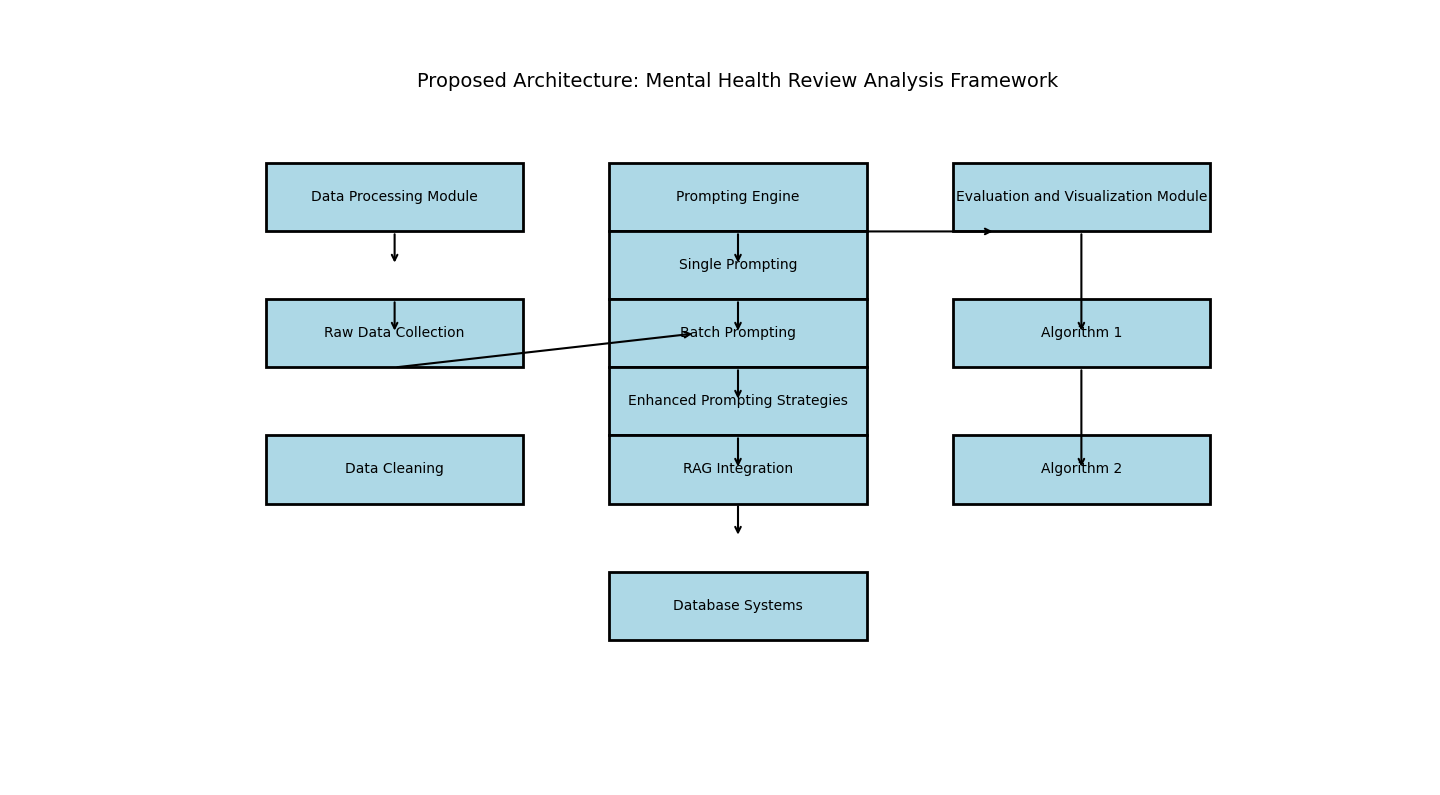 Proposed Architecture: Mental Health Review Analysis Framework
Data Processing Module
Prompting Engine
Evaluation and Visualization Module
Single Prompting
Raw Data Collection
Batch Prompting
Algorithm 1
Enhanced Prompting Strategies
Data Cleaning
RAG Integration
Algorithm 2
Database Systems